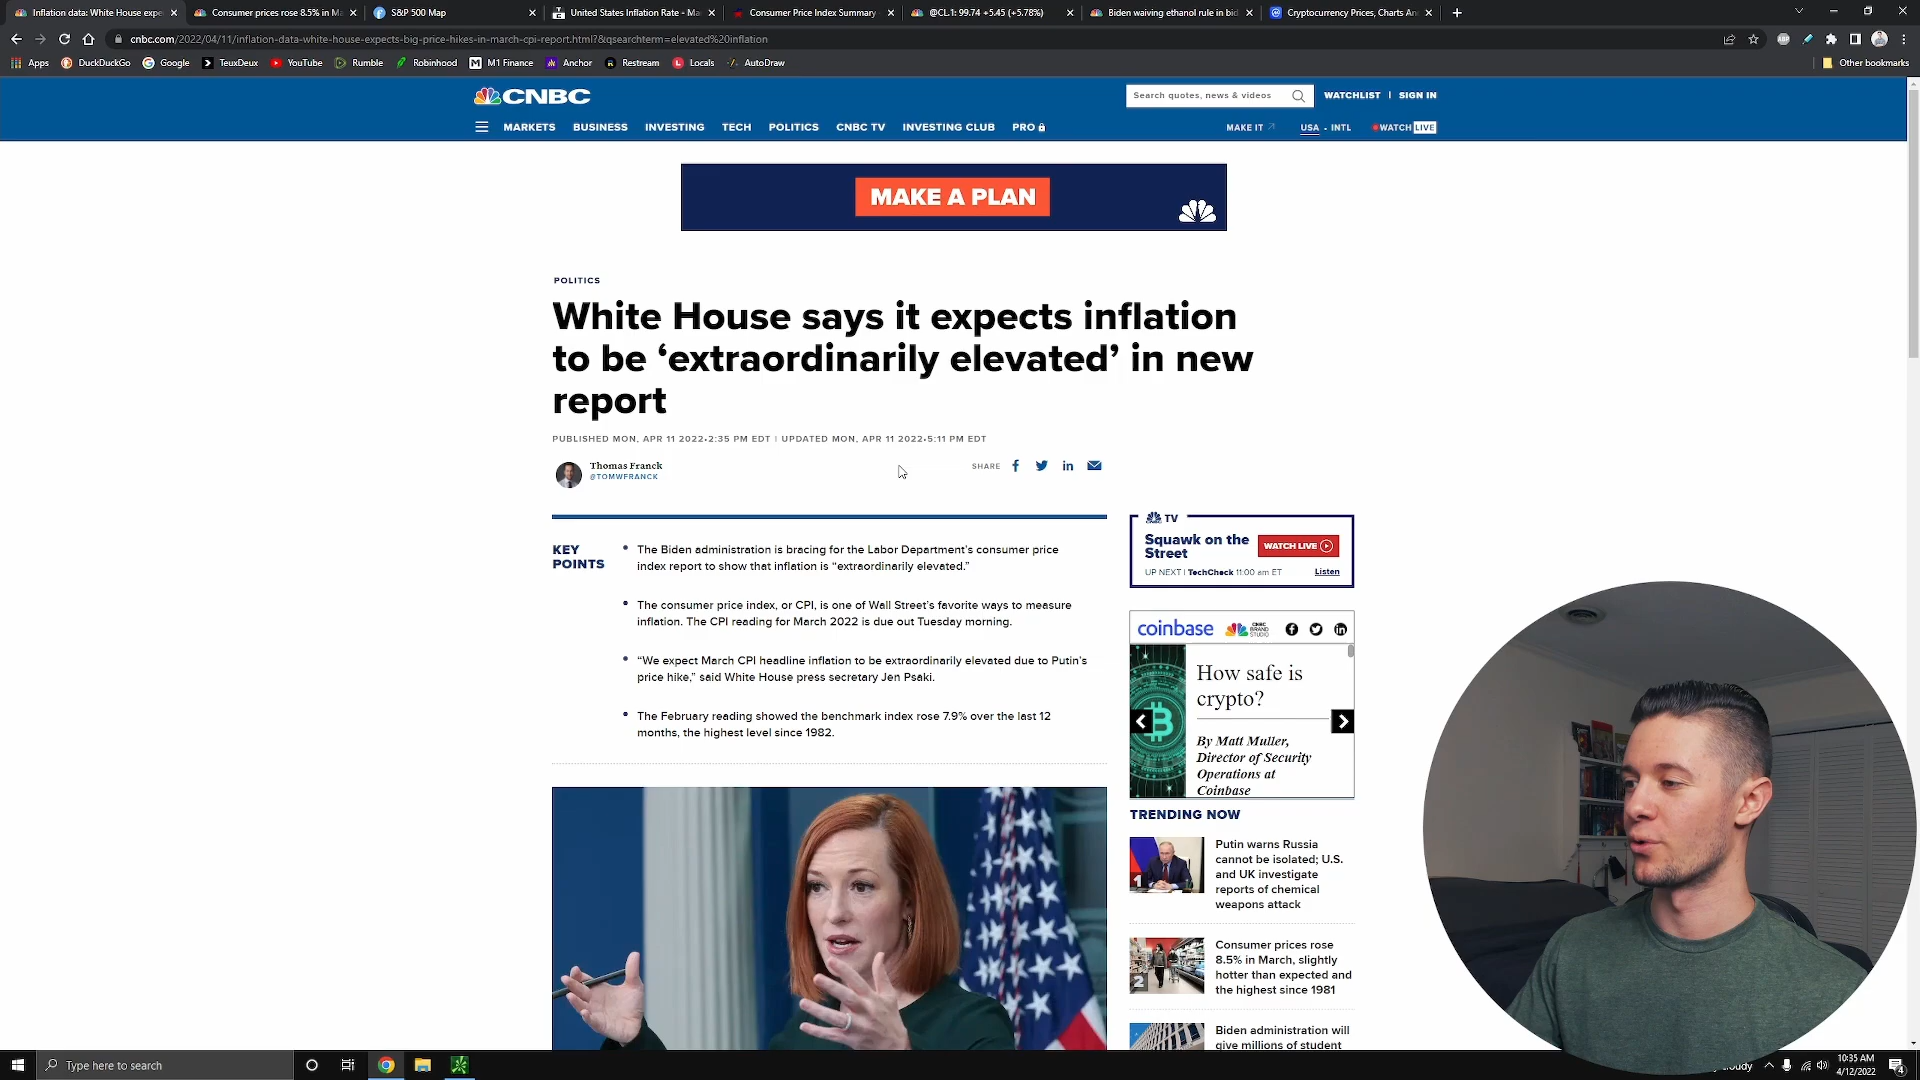 Inflation data: White House expe
Consumer prices rose 8.5% in Ma
S&P 500 Map
United States Inflation Rate - Ma
Consumer Price Index Summary
@CL.1: 99.74 +5.45 (+5.78%)
Biden waiving ethanol rule in bid
Cryptocurrency Prices, Charts An
cnbc.com/2022/04/11/inflation-data-white-house-expects-big-price-hikes-in-march-cpi-report.html?&qsearchterm=elevated%20inflation
Apps
DuckDuckGo
Google
TeuxDeux
YouTube
Rumble
Robinhood
M1 Finance
Anchor
Restream
Locals
AutoDraw
Other bookmarks
CNBC
Search quotes, news & videos
WATCHLIST | SIGN IN
MARKETS BUSINESS INVESTING TECH POLITICS CNBC TV INVESTING CLUB PRO
MAKE IT USA • INTL WATCH LIVE
MAKE A PLAN
POLITICS
White House says it expects inflation
to be ‘extraordinarily elevated’ in new
report
PUBLISHED MON, APR 11 2022•2:35 PM EDT | UPDATED MON, APR 11 2022•5:11 PM EDT
Thomas Franck
@TOMWFRANCK
SHARE
KEY
POINTS
The Biden administration is bracing for the Labor Department’s consumer price
index report to show that inflation is “extraordinarily elevated.”
The consumer price index, or CPI, is one of Wall Street’s favorite ways to measure
inflation. The CPI reading for March 2022 is due out Tuesday morning.
“We expect March CPI headline inflation to be extraordinarily elevated due to Putin’s
price hike,” said White House press secretary Jen Psaki.
The February reading showed the benchmark index rose 7.9% over the last 12
months, the highest level since 1982.
TV
Squawk on the
Street
WATCH LIVE
UP NEXT | TechCheck 11:00 am ET
Listen
coinbase
CNBC
BRAND
STUDIO
How safe is
crypto?
By Matt Muller,
Director of Security
Operations at
Coinbase
TRENDING NOW
1
Putin warns Russia
cannot be isolated; U.S.
and UK investigate
reports of chemical
weapons attack
2
Consumer prices rose
8.5% in March, slightly
hotter than expected and
the highest since 1981
Biden administration will
give millions of student
Type here to search
cloudy
10:35 AM
4/12/2022
4